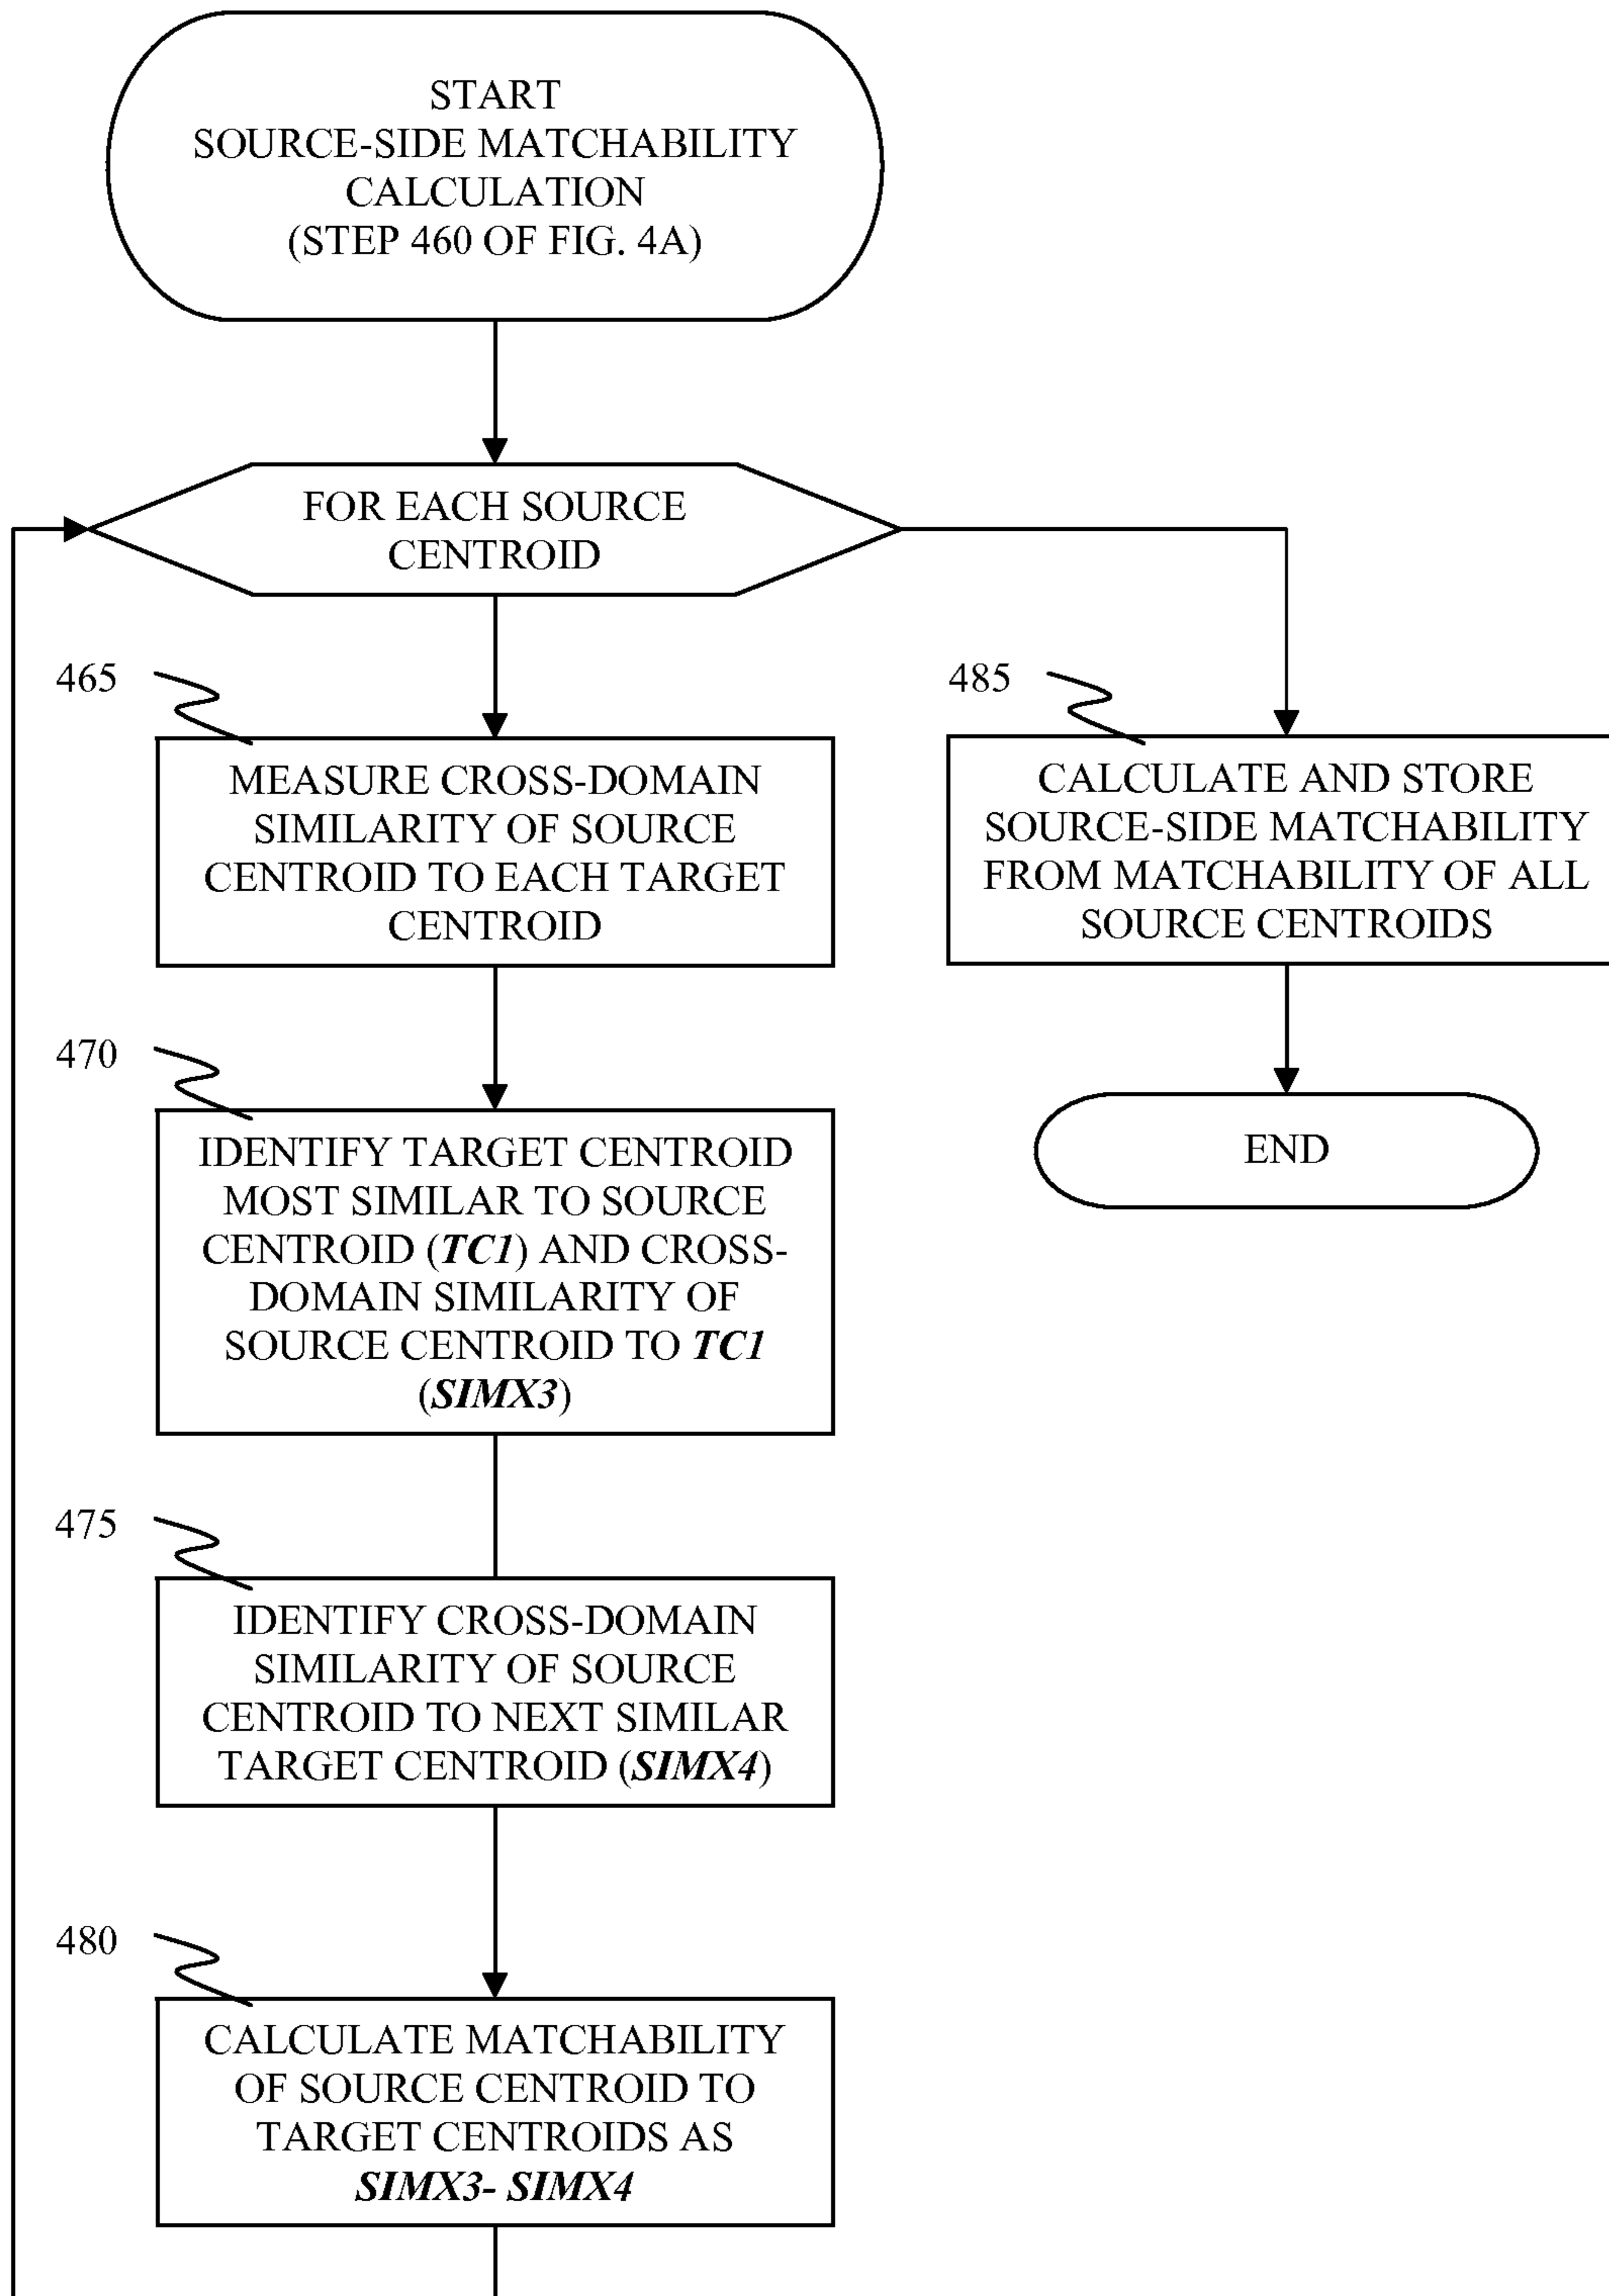 START
SOURCE-SIDE MATCHABILITY
CALCULATION
(STEP 460 OF FIG. 4A)
FOR EACH SOURCE
CENTROID
465
MEASURE CROSS-DOMAIN
SIMILARITY OF SOURCE
CENTROID TO EACH TARGET
CENTROID
470
IDENTIFY TARGET CENTROID
MOST SIMILAR TO SOURCE
CENTROID (TC1) AND CROSS-
DOMAIN SIMILARITY OF
SOURCE CENTROID TO TC1
(SIMX3)
475
IDENTIFY CROSS-DOMAIN
SIMILARITY OF SOURCE
CENTROID TO NEXT SIMILAR
TARGET CENTROID (SIMX4)
480
CALCULATE MATCHABILITY
OF SOURCE CENTROID TO
TARGET CENTROIDS AS
SIMX3- SIMX4
485
CALCULATE AND STORE
SOURCE-SIDE MATCHABILITY
FROM MATCHABILITY OF ALL
SOURCE CENTROIDS
END